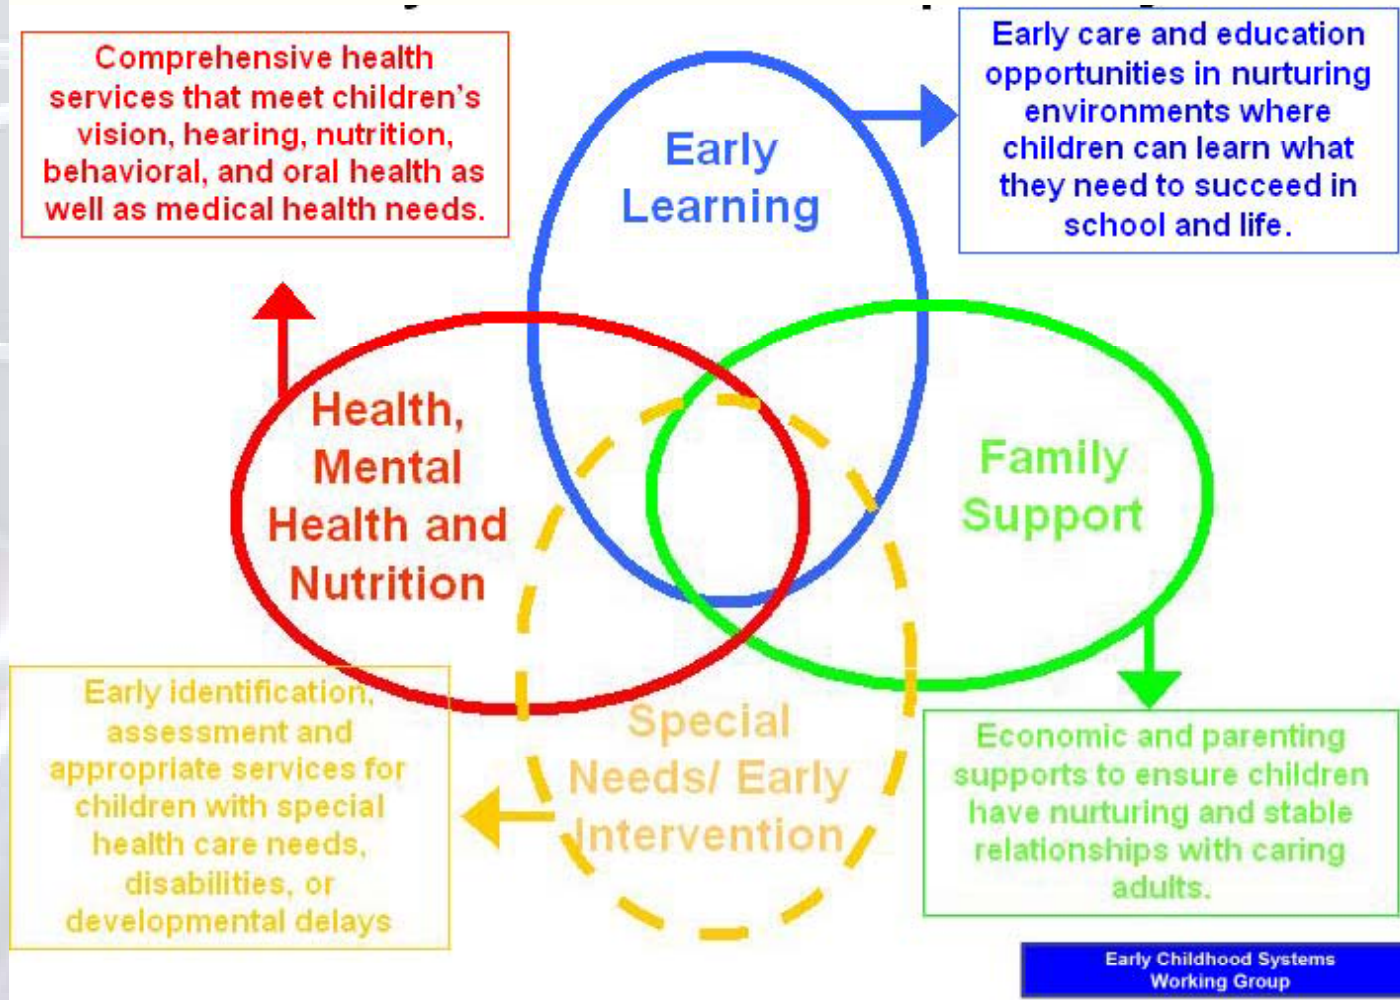 Comprehensive health
services that meet children's
vision, hearing, nutrition,
behavioral, and oral health as
well as medical health needs.
Early care and education
opportunities in nurturing
environments where
children can learn what
they need to succeed in
school and life.
Early
Learning
Health,
Mental
Health and
Nutrition
Family
Support
Early identification,
assessment and
appropriate services for
children with special
health care needs,
disabilities, or
developmental delays
Special
Needs/ Early
Intervention
Economic and parenting
supports to ensure children
have nurturing and stable
relationships with caring
adults.
Early Childhood Systems
Working Group